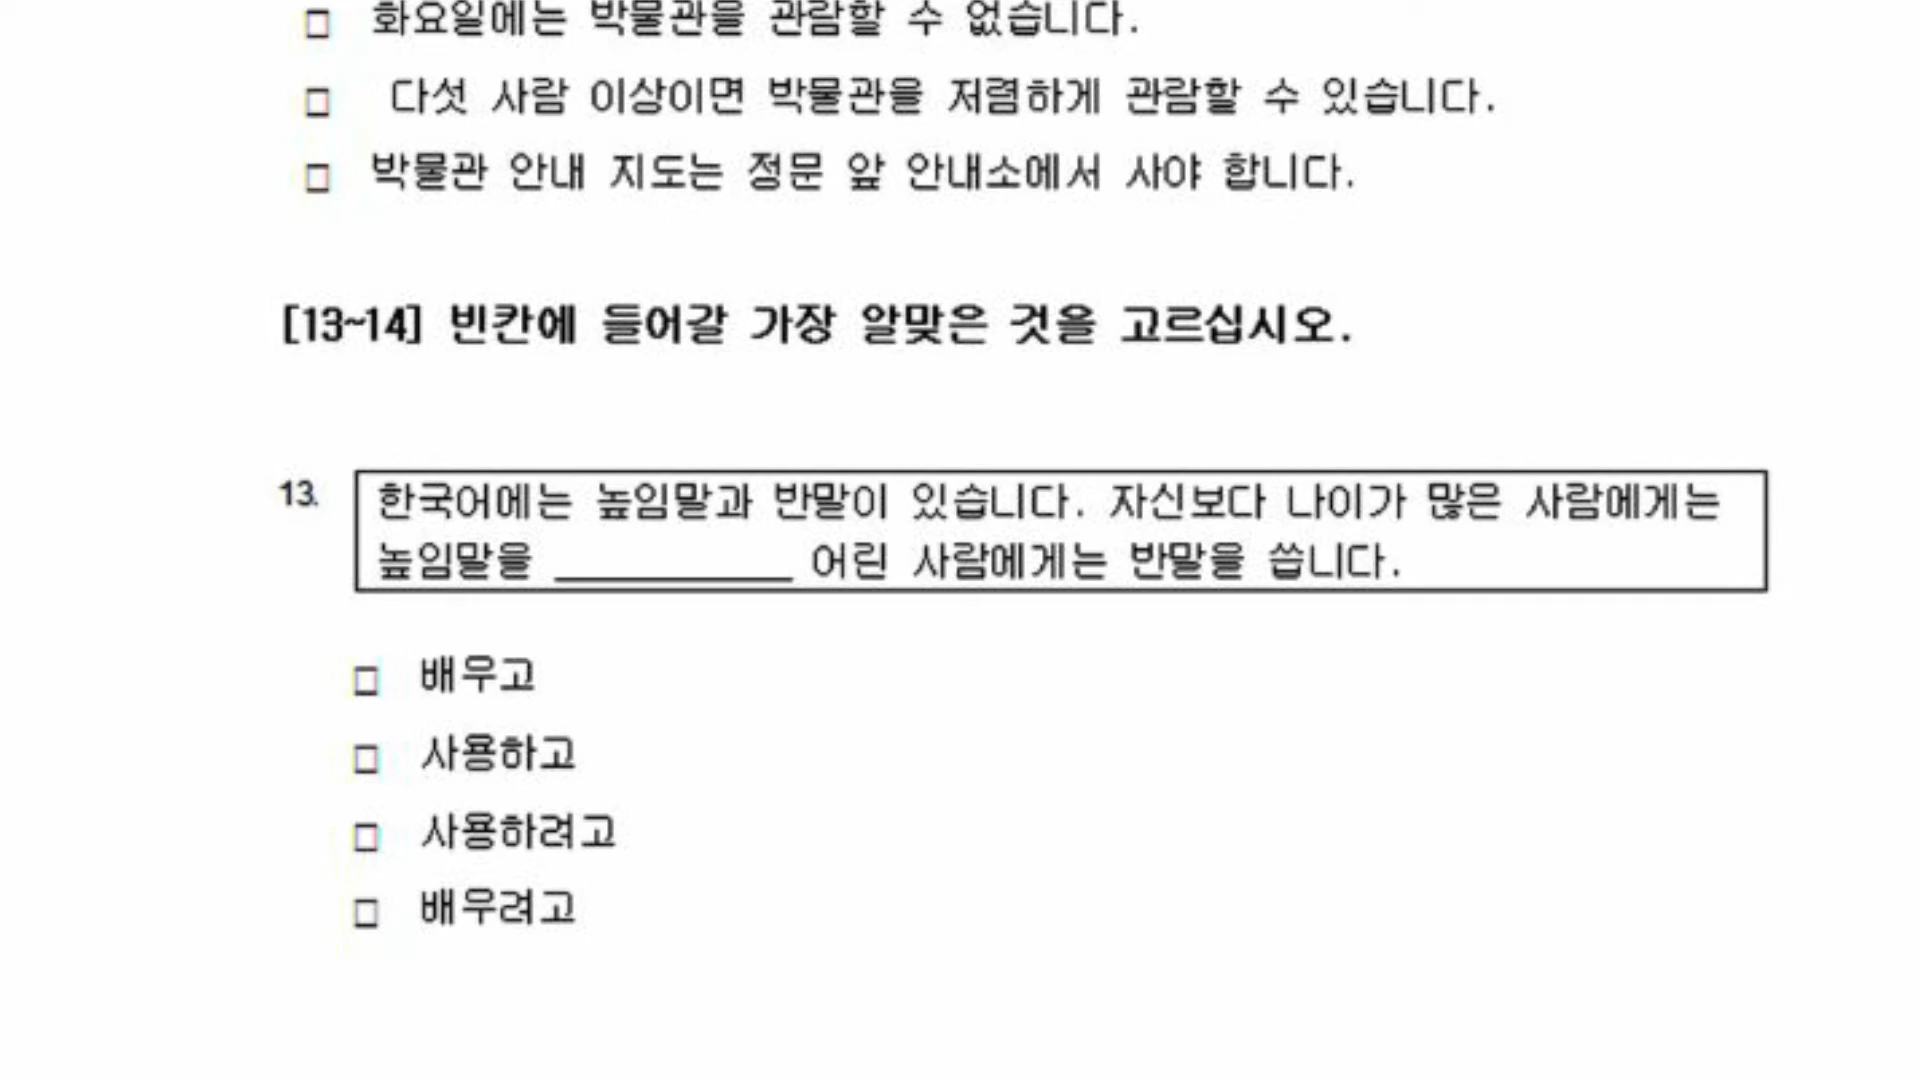 □ 화요일에는 박물관을 관람할 수 없습니다.
□ 다섯 사람 이상이면 박물관을 저렴하게 관람할 수 있습니다.
□ 박물관 안내 지도는 정문 앞 안내소에서 사야 합니다.
[13~14] 빈칸에 들어갈 가장 알맞은 것을 고르십시오.
13. 한국어에는 높임말과 반말이 있습니다. 자신보다 나이가 많은 사람에게는
높임말을 __________ 어린 사람에게는 반말을 씁니다.
□ 배우고
□ 사용하고
□ 사용하려고
□ 배우려고